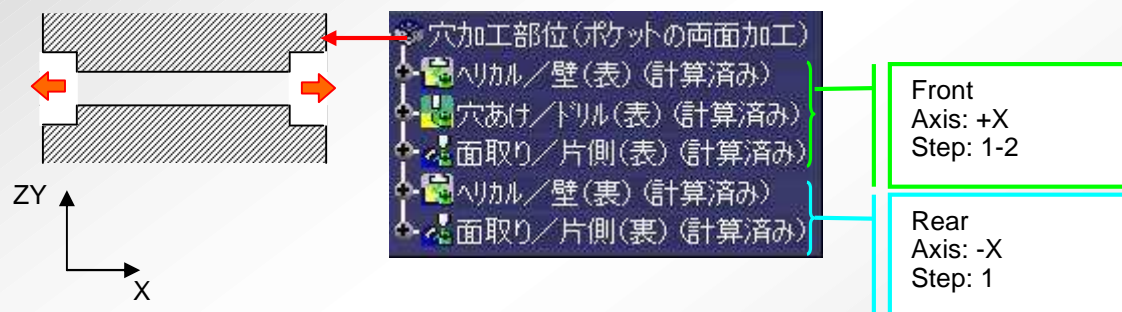 穴加工部位(ポケットの両面加工)
ヘリカル／壁(表) (計算済み)
穴あけ／ドリル(表) (計算済み)
面取り／片側(表) (計算済み)
ヘリカル／壁(裏) (計算済み)
面取り／片側(裏) (計算済み)
Front
Axis: +X
Step: 1-2
Rear
Axis: -X
Step: 1
ZY
X